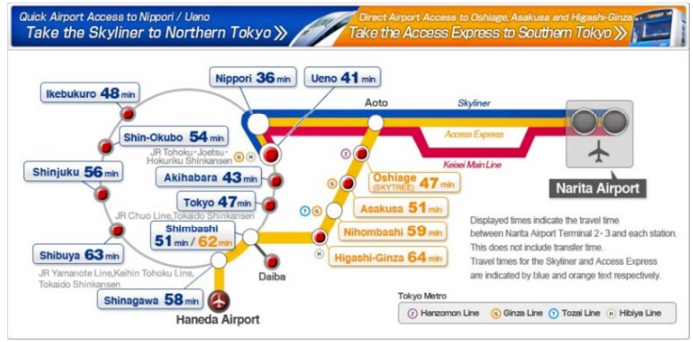 Quick Airport Access to Nippori / Ueno
Take the Skyliner to Northern Tokyo
Direct Airport Access to Oshiage, Asakusa and Higashi-Ginza
Take the Access Express to Southern Tokyo
Nippori 36 min
Ueno 41 min
Ikebukuro 48 min
Aoto
Skyliner
Shin-Okubo 54 min
Access Express
JR Tohoku-Joetsu-
Hokuriku Shinkansen
G H
Keisei Main Line
Z
Shinjuku 56 min
Akihabara 43 min
Oshiage 47 min
(SKYTREE)
Narita Airport
Tokyo 47 min
G
Asakusa 51 min
JR Chuo Line,Tokaido Shinkansen
T G
Shimbashi
51 min / 62 min
Nihombashi 59 min
Displayed times indicate the travel time
between Narita Airport Terminal 2-3 and each station.
This does not include transfer time.
Travel times for the Skyliner and Access Express
are indicated by blue and orange text respectively.
Shibuya 63 min
H
Higashi-Ginza 64 min
JR Yamanote Line,Keihin Tohoku Line,
Tokaido Shinkansen
Daiba
Shinagawa 58 min
Haneda Airport
Tokyo Metro
Z Hanzomon Line G Ginza Line T Tozai Line H Hibiya Line